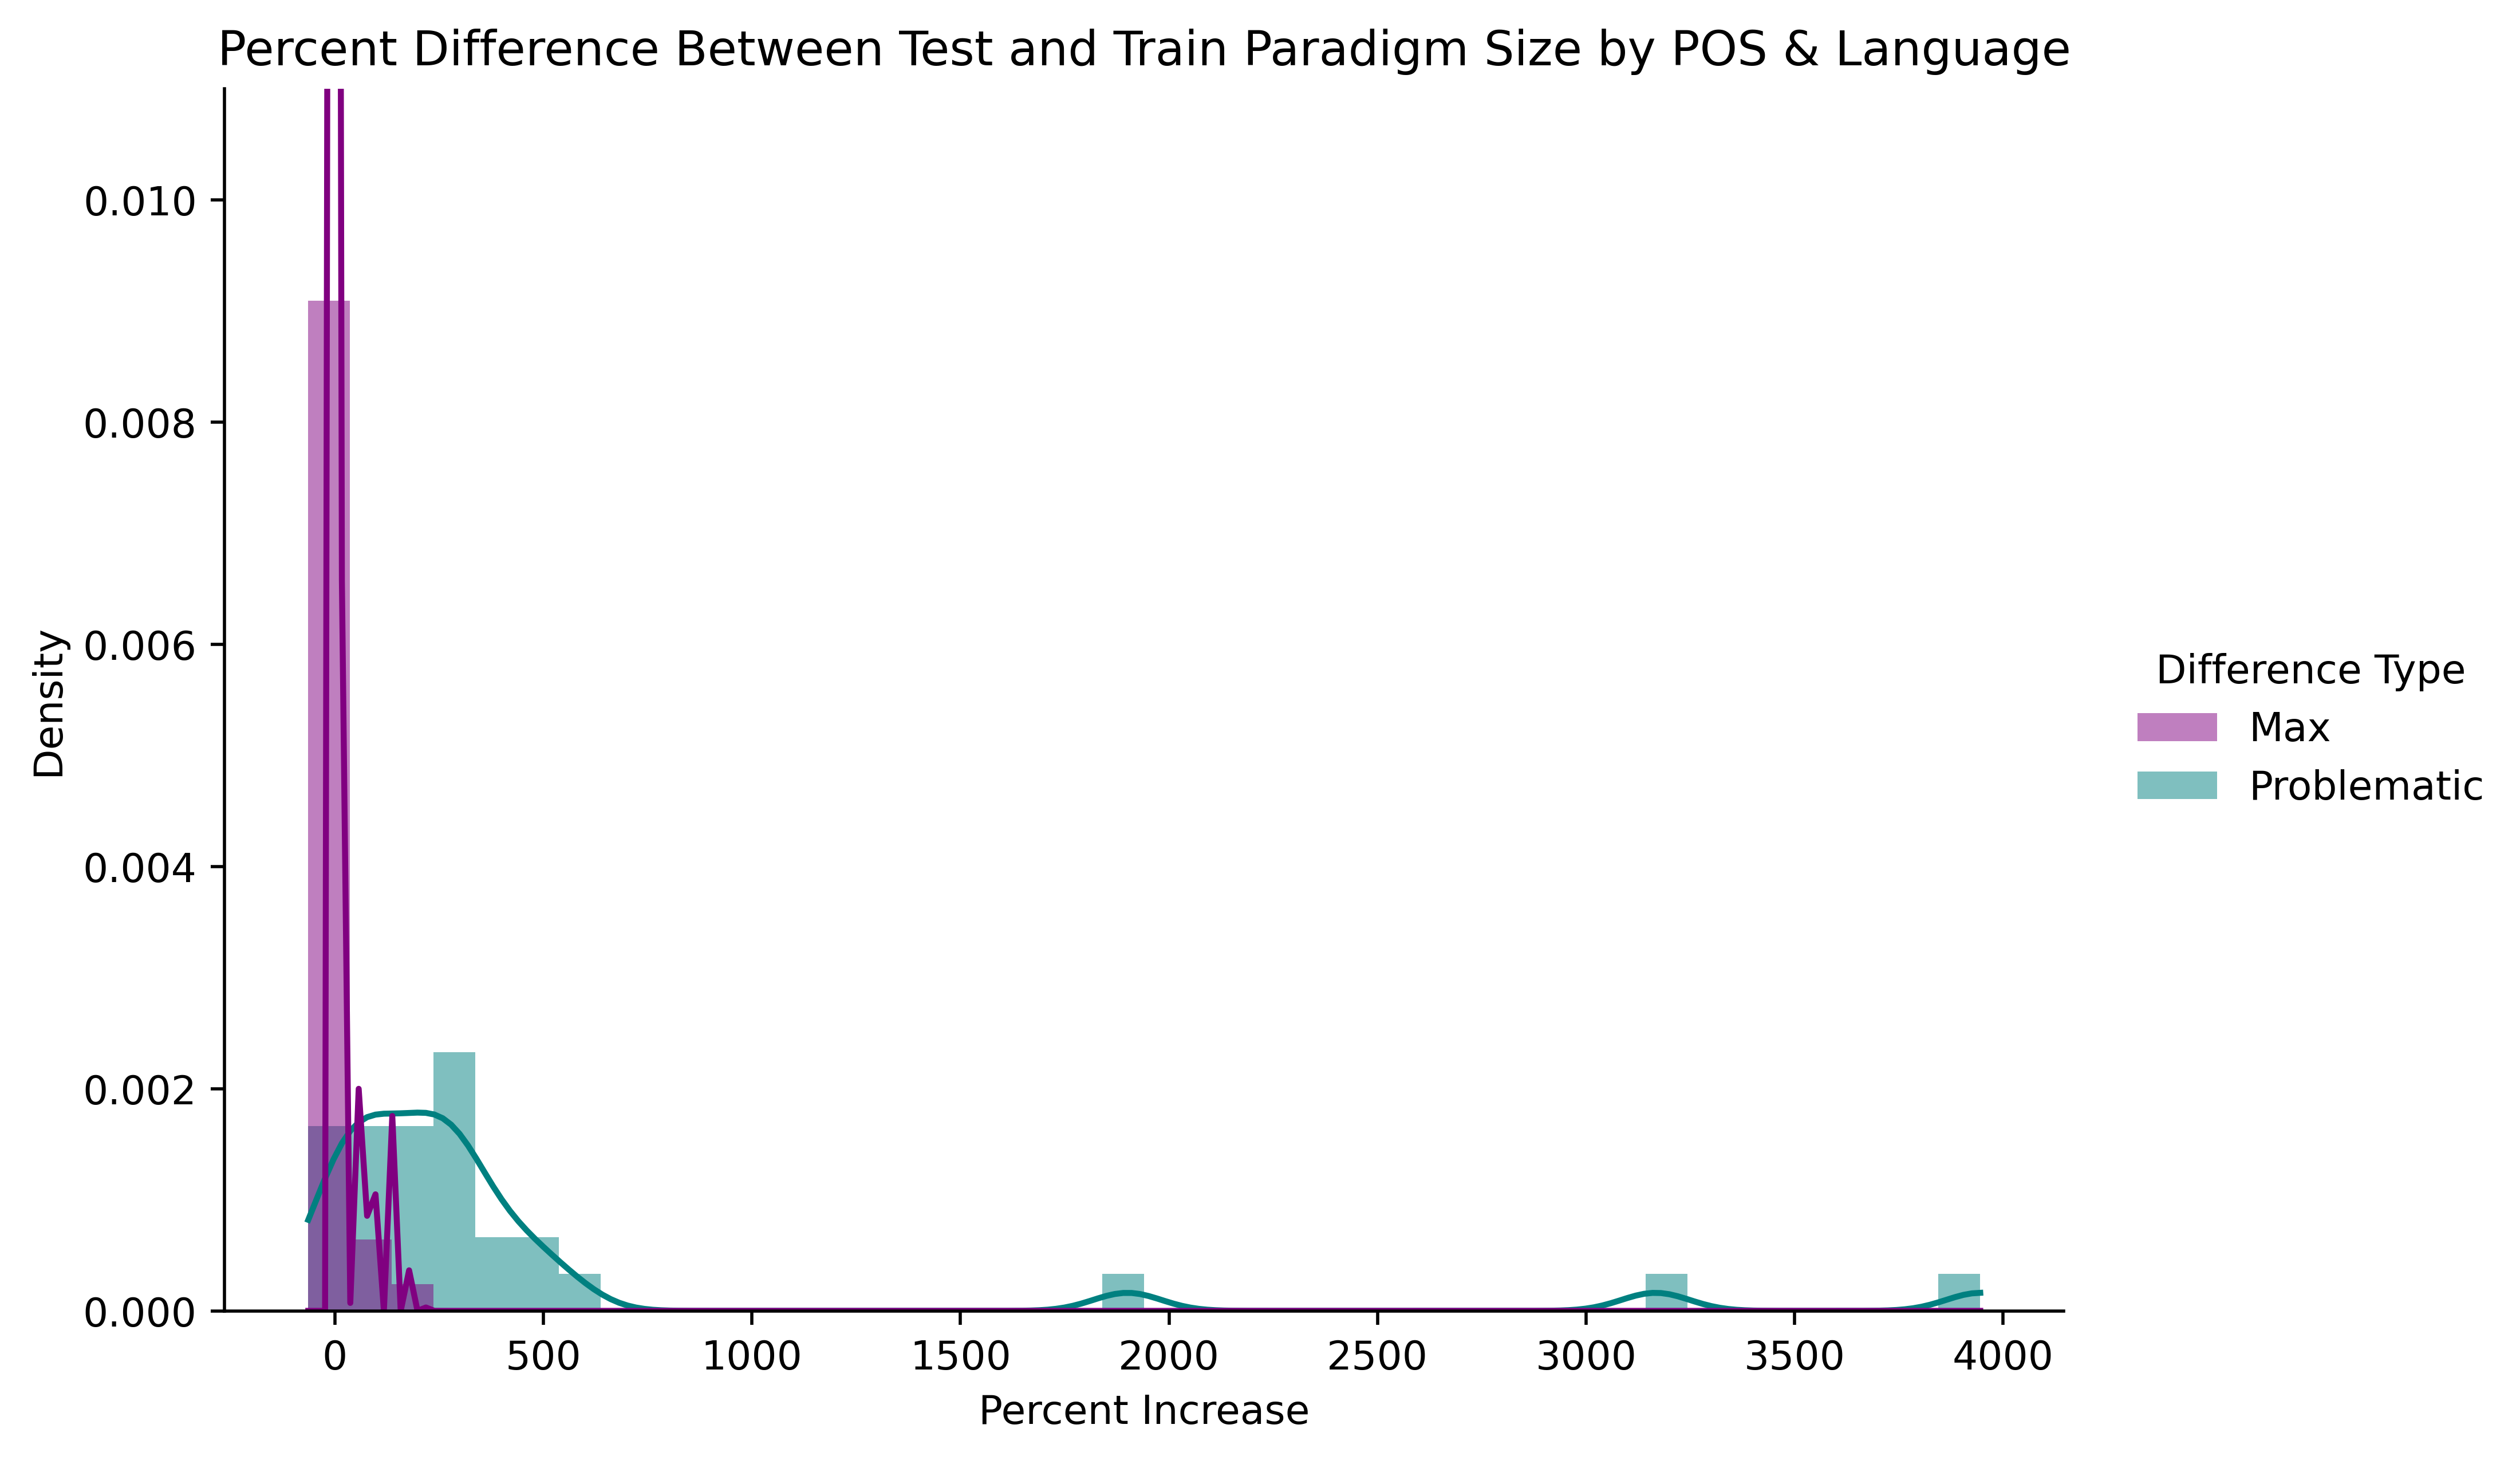 Percent Difference Between Test and Train Paradigm Size by POS & Language
0.010
0.008
0.006
0.004
0.002
0.000
Density
0 500 1000 1500 2000 2500 3000 3500 4000
Percent Increase
Difference Type
Max
Problematic